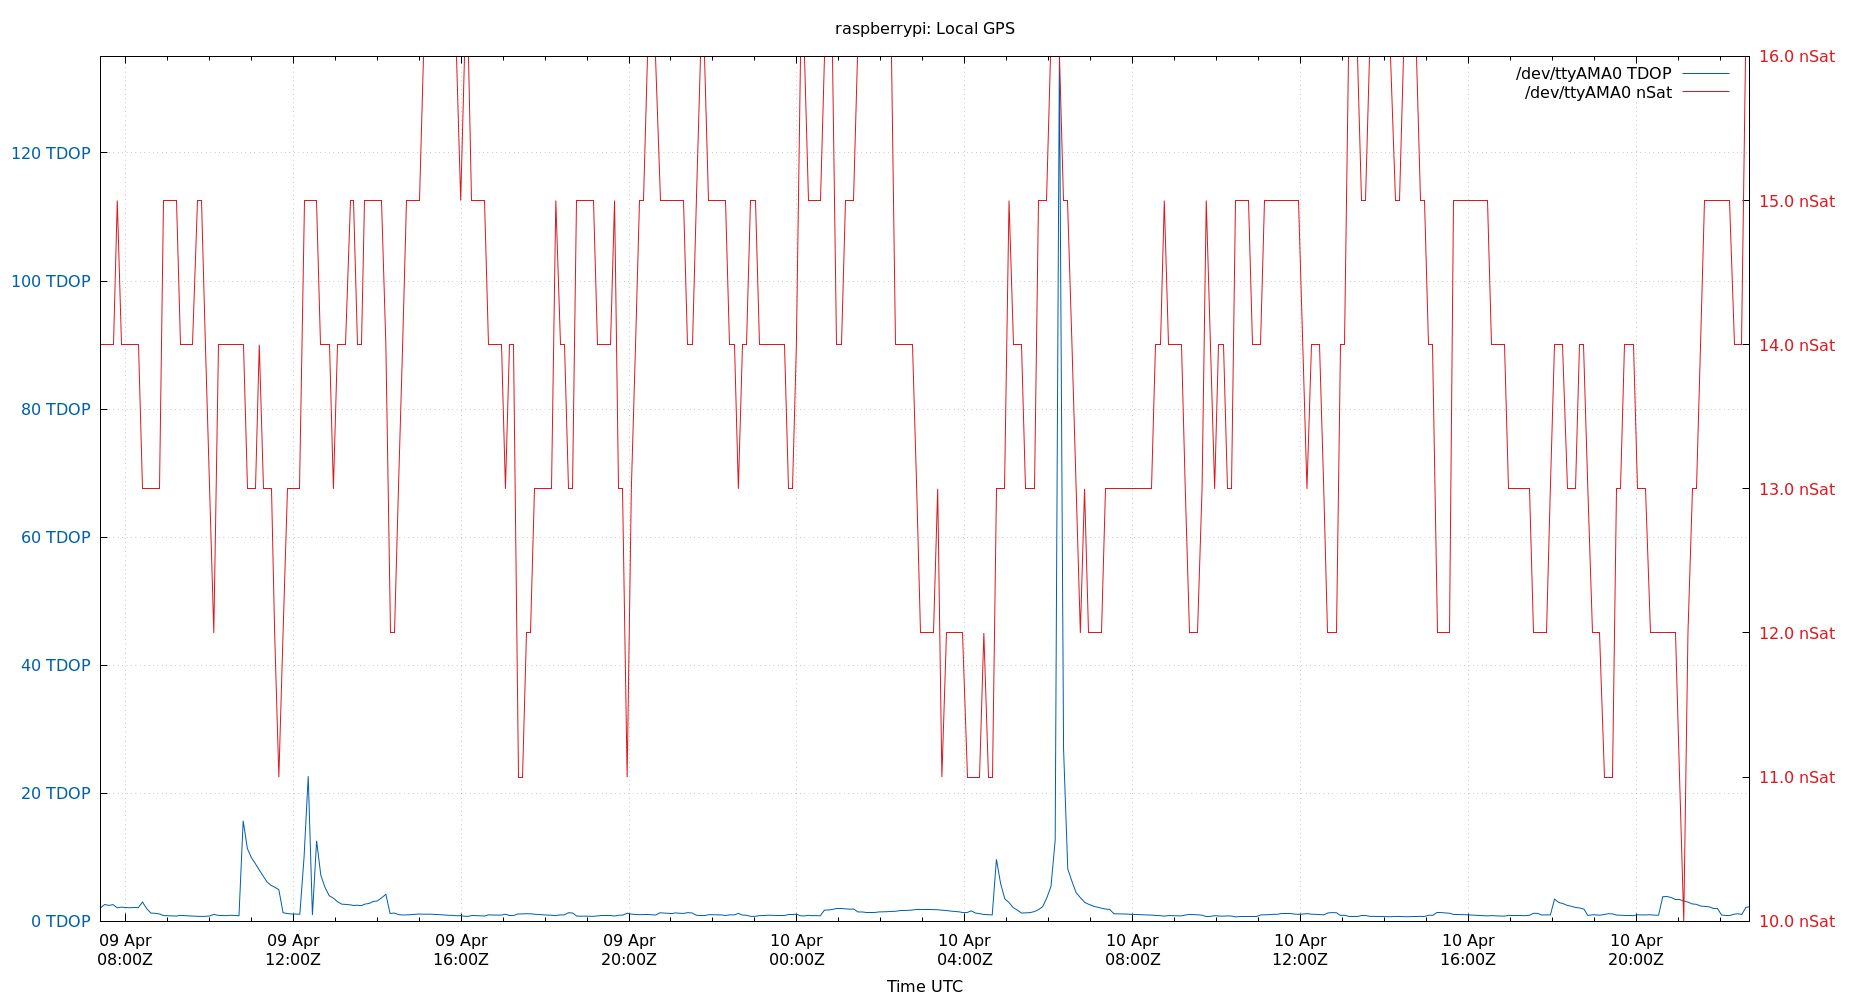 raspberrypi: Local GPS
/dev/ttyAMA0 TDOP
/dev/ttyAMA0 nSat
120 TDOP
100 TDOP
80 TDOP
60 TDOP
40 TDOP
20 TDOP
0 TDOP
16.0 nSat
15.0 nSat
14.0 nSat
13.0 nSat
12.0 nSat
11.0 nSat
10.0 nSat
09 Apr 09 Apr 09 Apr 09 Apr 10 Apr 10 Apr 10 Apr 10 Apr 10 Apr 10 Apr
08:00Z 12:00Z 16:00Z 20:00Z 00:00Z 04:00Z 08:00Z 12:00Z 16:00Z 20:00Z
Time UTC